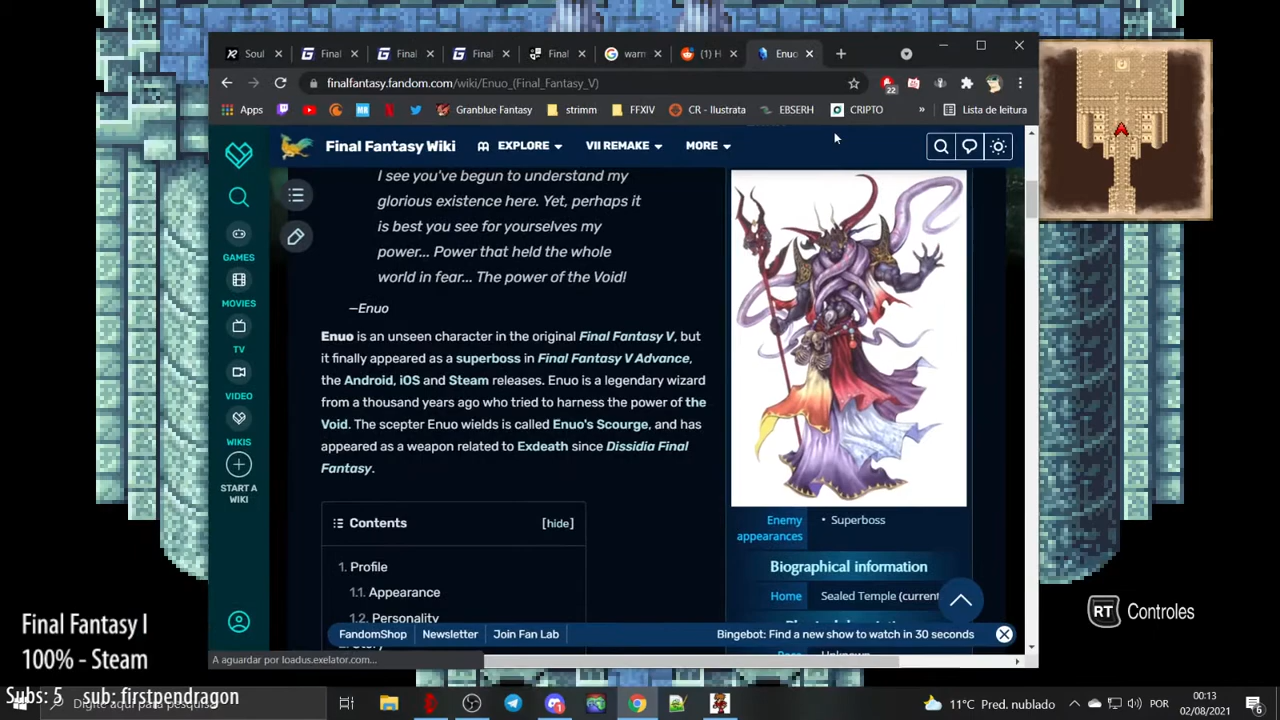 Soul
Final
Final
Final
Final
wam
(1) H
Enuo
finalfantasy.fandom.com/wiki/Enuo_(Final_Fantasy_V)
22
Apps
Granblue Fantasy
strimm
FFXIV
CR - Ilustrata
EBSERH
CRIPTO
»
Lista de leitura
Final Fantasy Wiki
EXPLORE
VII REMAKE
MORE
GAMES
MOVIES
TV
VIDEO
WIKIS
START A
WIKI
I see you've begun to understand my
glorious existence here. Yet, perhaps it
is best you see for yourselves my
power... Power that held the whole
world in fear... The power of the Void!
—Enuo
Enuo is an unseen character in the original Final Fantasy V, but
it finally appeared as a superboss in Final Fantasy V Advance,
the Android, iOS and Steam releases. Enuo is a legendary wizard
from a thousand years ago who tried to harness the power of the
Void. The scepter Enuo wields is called Enuo's Scourge, and has
appeared as a weapon related to Exdeath since Dissidia Final
Fantasy.
Contents [hide]
1. Profile
1.1. Appearance
1.2. Personality
Enemy
appearances
• Superboss
Biographical information
Home Sealed Temple (current
Race Unknown
FandomShop Newsletter Join Fan Lab
Bingebot: Find a new show to watch in 30 seconds
A aguardar por loadus.exelator.com...
RT Controles
Final Fantasy I
100% - Steam
Subs: 5 sub: firstpendragon
Digite aqui para pesquisar
11°C Pred. nublado
POR
00:13
02/08/2021
6